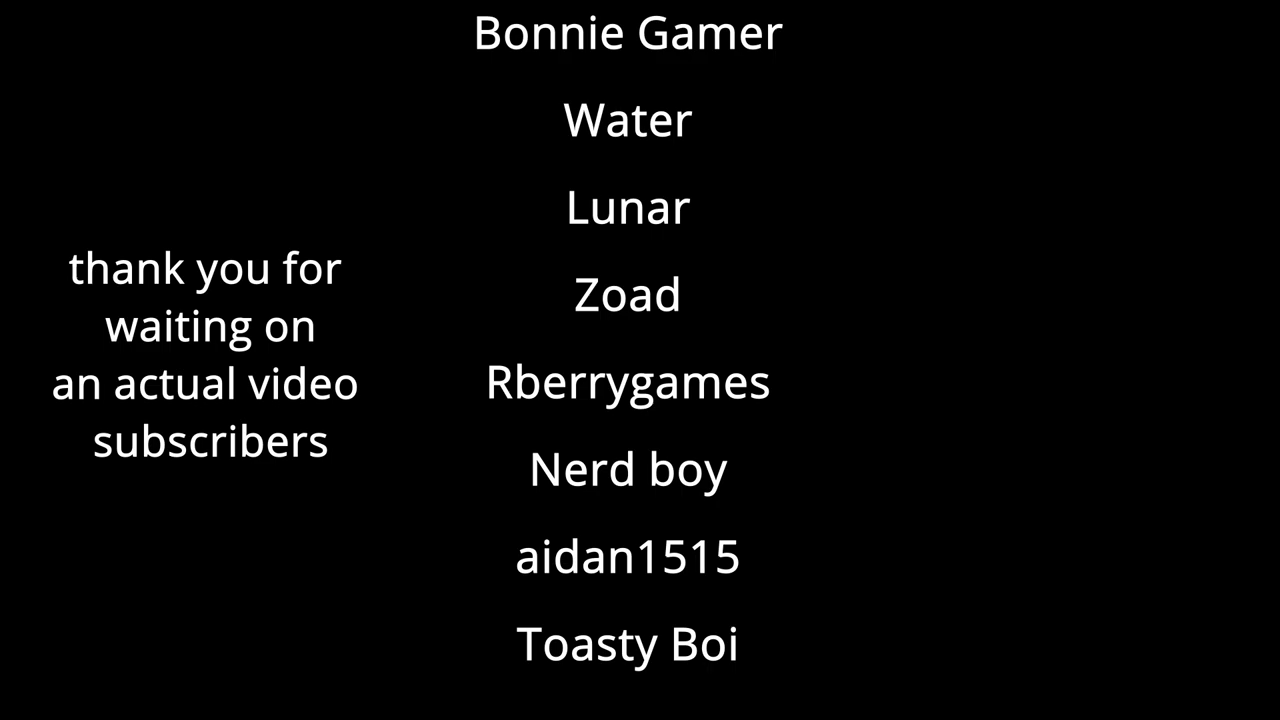 thank you for
waiting on
an actual video
subscribers
Bonnie Gamer
Water
Lunar
Zoad
Rberrygames
Nerd boy
aidan1515
Toasty Boi